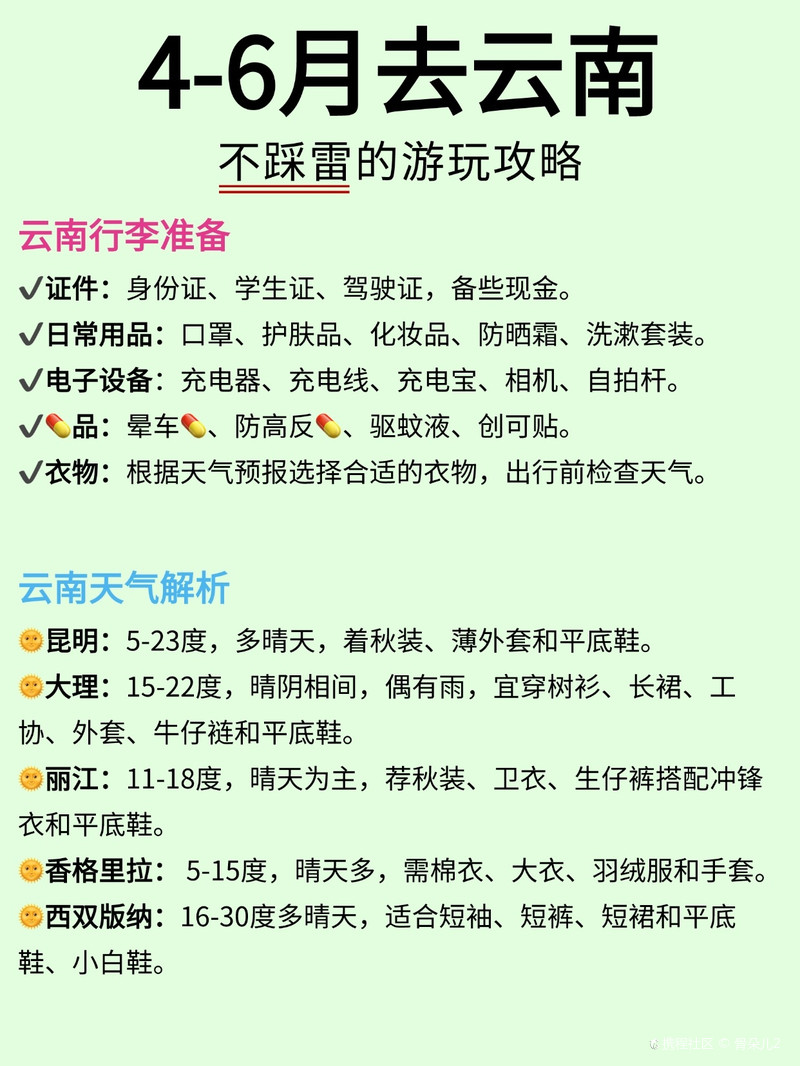 4-6月去云南
不踩雷的游玩攻略
云南行李准备
✔证件：身份证、学生证、驾驶证，备些现金。
✔日常用品：口罩、护肤品、化妆品、防晒霜、洗漱套装。
✔电子设备：充电器、充电线、充电宝、相机、自拍杆。
✔💊品：晕车💊、防高反💊、驱蚊液、创可贴。
✔衣物：根据天气预报选择合适的衣物，出行前检查天气。
云南天气解析
🌞昆明：5-23度，多晴天，着秋装、薄外套和平底鞋。
🌞大理：15-22度，晴阴相间，偶有雨，宜穿树衫、长裙、工
协、外套、牛仔裢和平底鞋。
🌞丽江：11-18度，晴天为主，荐秋装、卫衣、生仔裤搭配冲锋
衣和平底鞋。
🌞香格里拉： 5-15度，晴天多，需棉衣、大衣、羽绒服和手套。
🌞西双版纳：16-30度多晴天，适合短袖、短裤、短裙和平底
鞋、小白鞋。